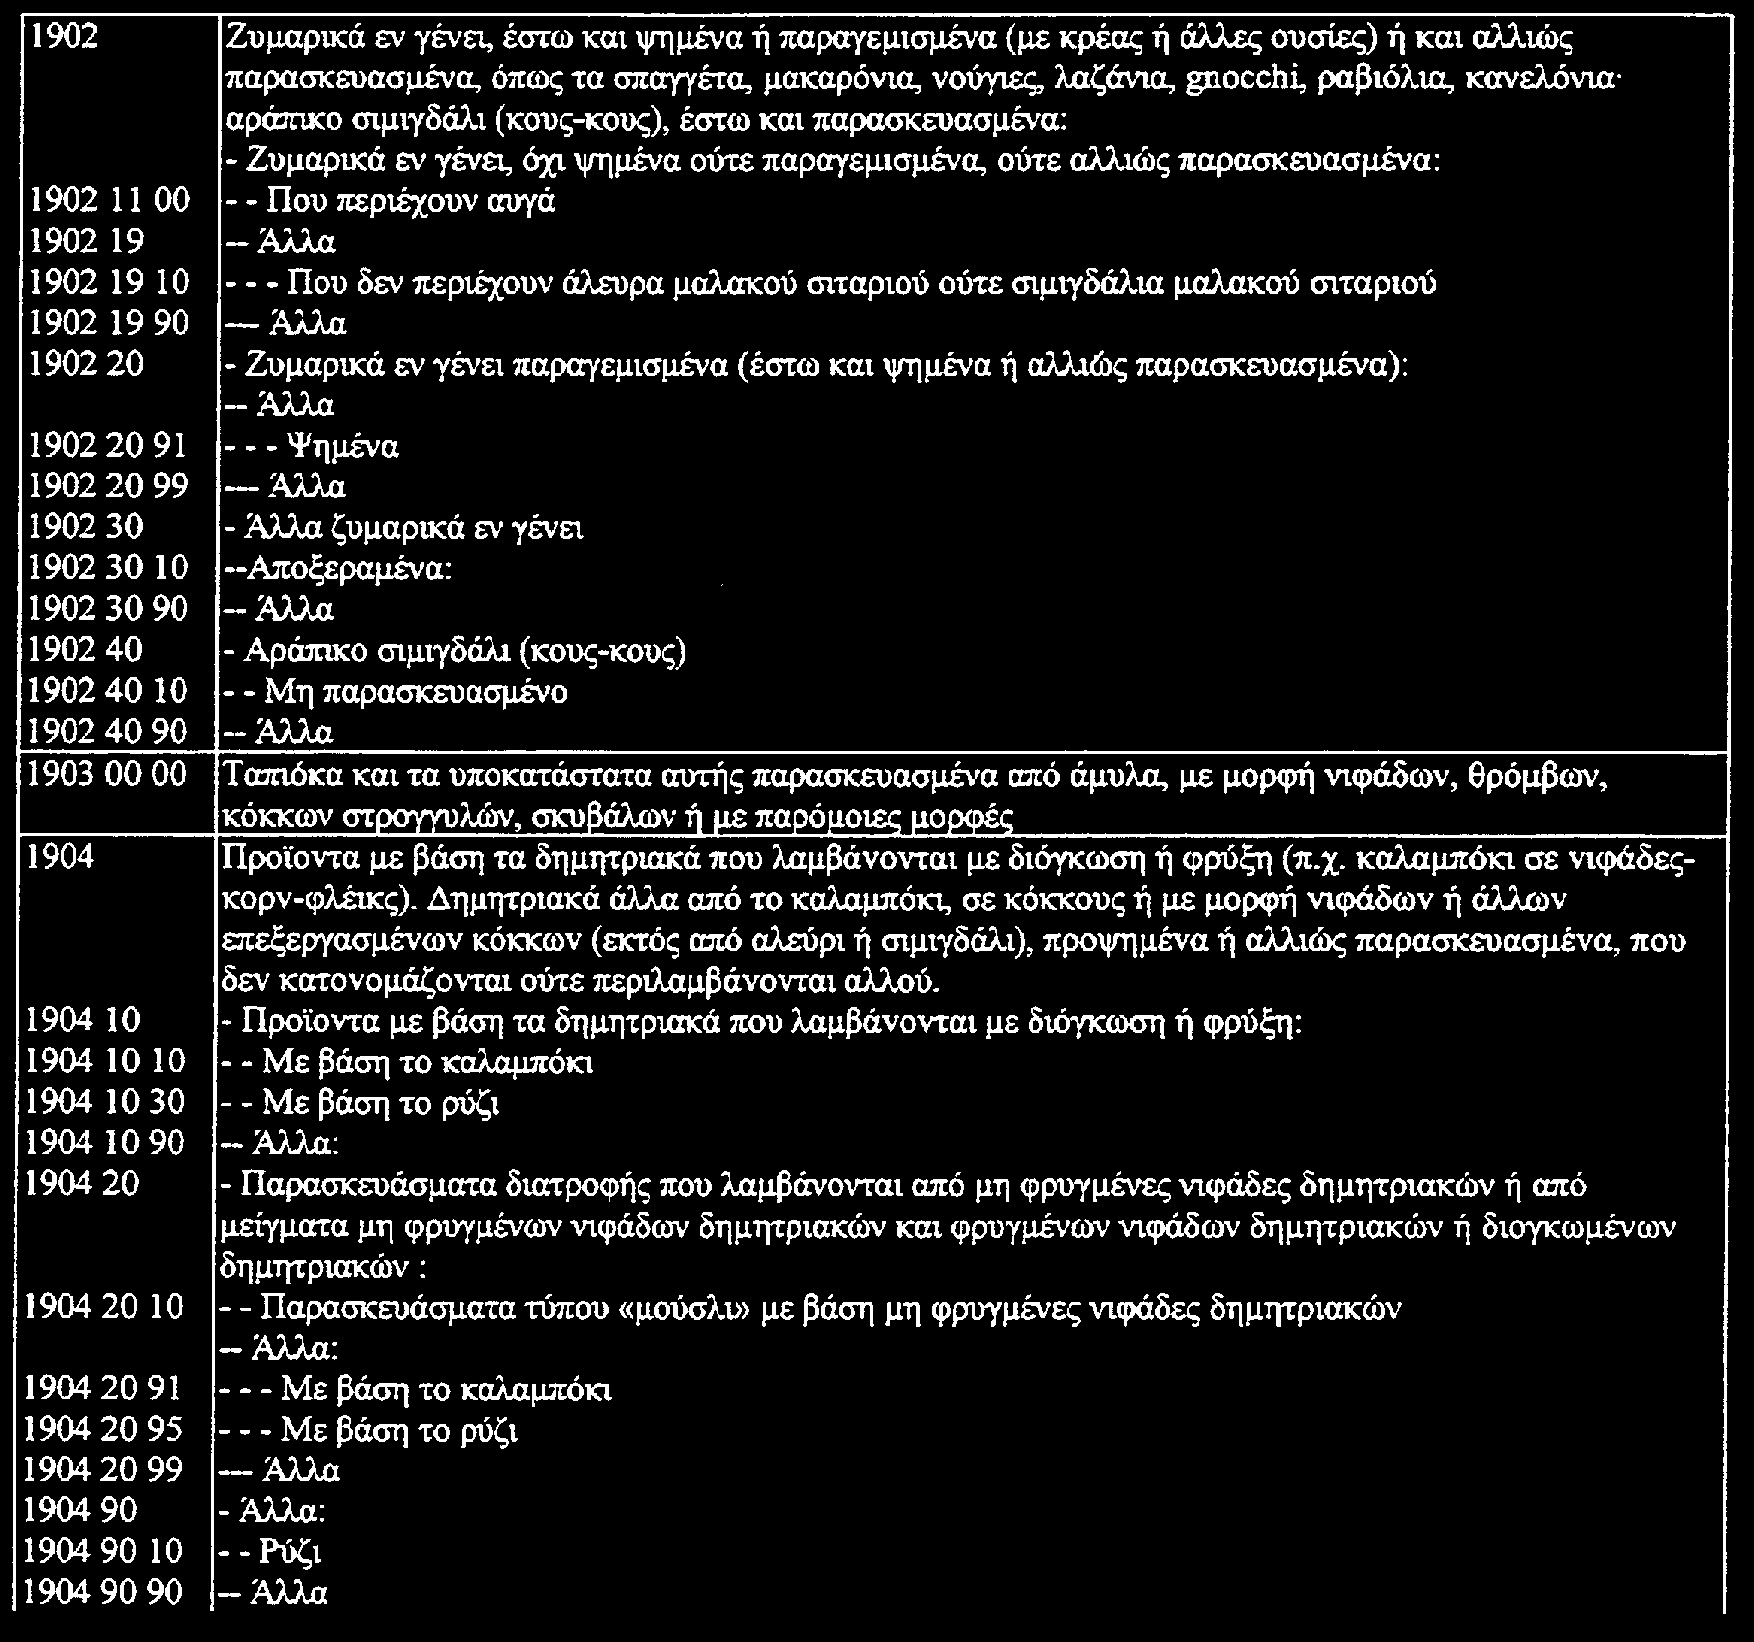 1902 Ζυμαρικά εν γένει, έστω και ψημένα ή παραγεμισμένα (με κρέας ή άλλες ουσίες) ή και αλλιώς
παρασκευασμένα, όπως τα σπαγγέτα, μακαρόνια, νούγιες, λαζάνια, gnocchi, ραβιόλια, κανελόνια·
αράπικο σιμιγδάλι (κους-κους), έστω και παρασκευασμένα:
- Ζυμαρικά εν γένει, όχι ψημένα ούτε παραγεμισμένα, ούτε αλλιώς παρασκευασμένα:
1902 11 00 - - Που περιέχουν αυγά
1902 19 -- Άλλα
1902 19 10 - - - Που δεν περιέχουν άλευρα μαλακού σιταριού ούτε σιμιγδάλια μαλακού σιταριού
1902 19 90 --- Άλλα
1902 20 - Ζυμαρικά εν γένει παραγεμισμένα (έστω και ψημένα ή αλλιώς παρασκευασμένα):
-- Άλλα
1902 20 91 - - - Ψημένα
1902 20 99 --- Άλλα
1902 30 - Άλλα ζυμαρικά εν γένει
1902 30 10 --Αποξεραμένα:
1902 30 90 -- Άλλα
1902 40 - Αράπικο σιμιγδάλι (κους-κους)
1902 40 10 - - Μη παρασκευασμένο
1902 40 90 -- Άλλα
1903 00 00 Ταπιόκα και τα υποκατάστατα αυτής παρασκευασμένα από άμυλα, με μορφή νιφάδων, θρόμβων,
κόκκων στρογγυλών, σκυβάλων ή με παρόμοιες μορφές
1904 Προϊοντα με βάση τα δημητριακά που λαμβάνονται με διόγκωση ή φρύξη (π.χ. καλαμπόκι σε νιφάδες-
κορν-φλέικς). Δημητριακά άλλα από το καλαμπόκι, σε κόκκους ή με μορφή νιφάδων ή άλλων
επεξεργασμένων κόκκων (εκτός από αλεύρι ή σιμιγδάλι), προψημένα ή αλλιώς παρασκευασμένα, που
δεν κατονομάζονται ούτε περιλαμβάνονται αλλού.
1904 10 - Προϊοντα με βάση τα δημητριακά που λαμβάνονται με διόγκωση ή φρύξη:
1904 10 10 - - Με βάση το καλαμπόκι
1904 10 30 - - Με βάση το ρύζι
1904 10 90 -- Άλλα:
1904 20 - Παρασκευάσματα διατροφής που λαμβάνονται από μη φρυγμένες νιφάδες δημητριακών ή από
μείγματα μη φρυγμένων νιφάδων δημητριακών και φρυγμένων νιφάδων δημητριακών ή διογκωμένων
δημητριακών :
1904 20 10 - - Παρασκευάσματα τύπου «μούσλι» με βάση μη φρυγμένες νιφάδες δημητριακών
-- Άλλα:
1904 20 91 - - - Με βάση το καλαμπόκι
1904 20 95 - - - Με βάση το ρύζι
1904 20 99 --- Άλλα
1904 90 - Άλλα:
1904 90 10 - - Ρύζι
1904 90 90 -- Άλλα